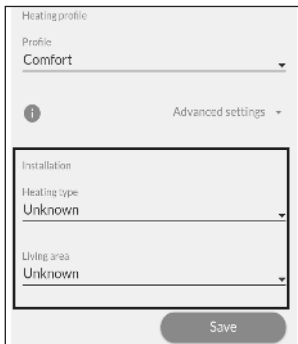 Heating profile
Profile
Comfort
Advanced settings
Installation
Heating type
Unknown
Living area
Unknown
Save